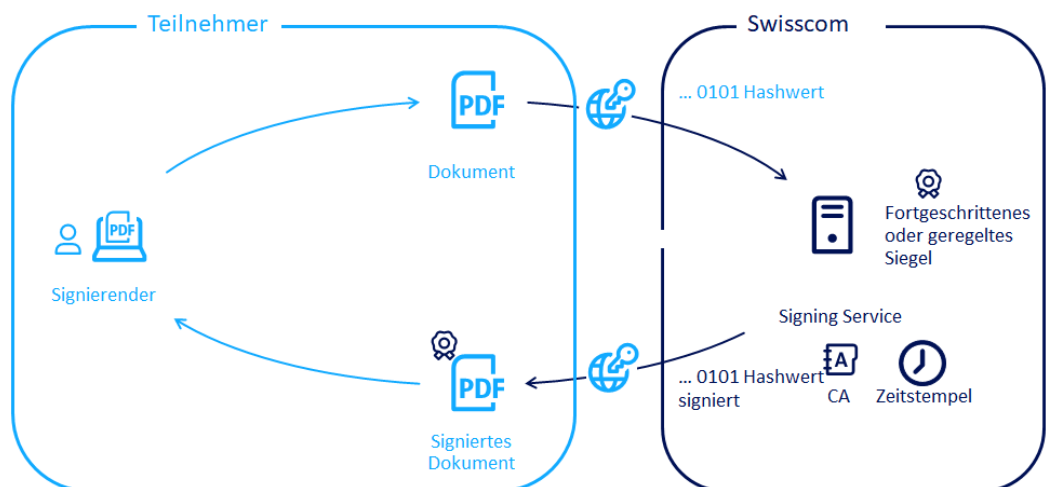 Teilnehmer
Swisscom
PDF
Dokument
... 0101 Hashwert
PDF
Signierender
Fortgeschrittenes
oder geregeltes
Siegel
Signing Service
A
CA
Zeitstempel
PDF
Signiertes
Dokument
... 0101 Hashwert
signiert